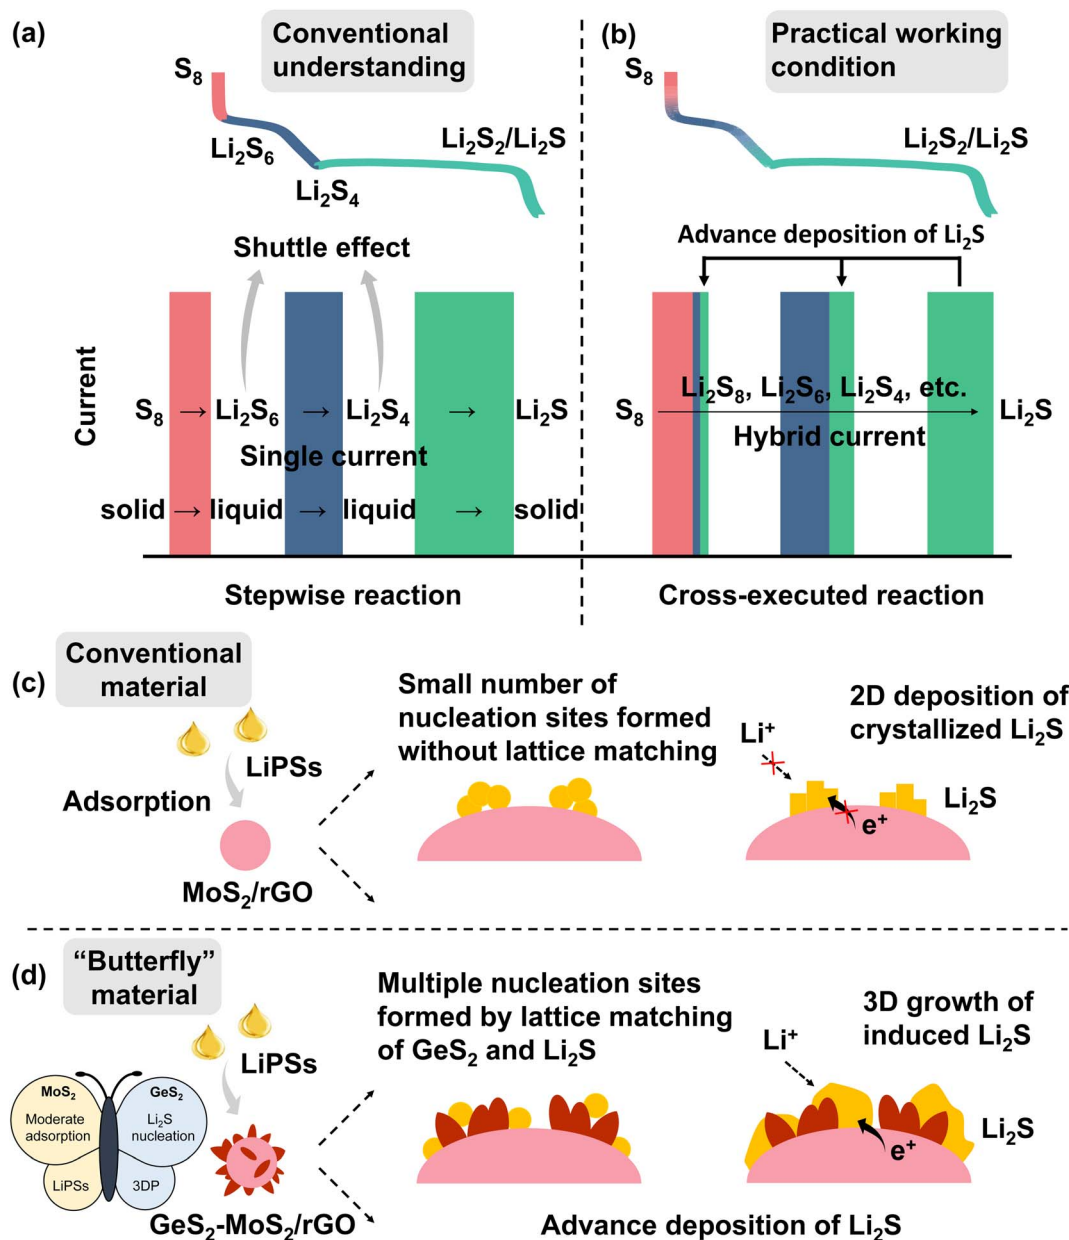 (a)
Conventional
understanding
S₈
Li₂S₆
Li₂S₄
Li₂S₂/Li₂S
Shuttle effect
Current
S₈ → Li₂S₆ → Li₂S₄ → Li₂S
Single current
solid → liquid → liquid → solid
Stepwise reaction
(b)
Practical working
condition
S₈
Li₂S₂/Li₂S
Advance deposition of Li₂S
Li₂S₈, Li₂S₆, Li₂S₄, etc.
S₈
Li₂S
Hybrid current
Cross-executed reaction
(c)
Conventional
material
LiPSs
Adsorption
MoS₂/rGO
Small number of
nucleation sites formed
without lattice matching
2D deposition of
crystallized Li₂S
Li⁺
Li₂S
e⁺
(d)
“Butterfly”
material
LiPSs
MoS₂
Moderate
adsorption
LiPSs
GeS₂
Li₂S
nucleation
3DP
GeS₂-MoS₂/rGO
Multiple nucleation sites
formed by lattice matching
of GeS₂ and Li₂S
3D growth of
induced Li₂S
Li⁺
Li₂S
e⁺
Advance deposition of Li₂S